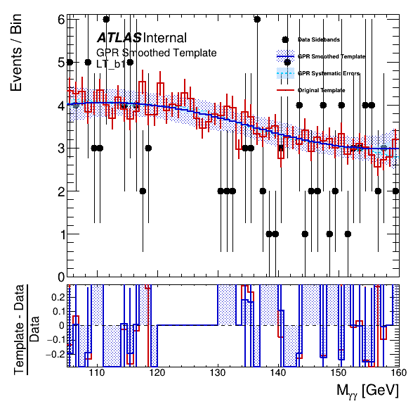 Events / Bin
6
5
4
3
2
1
0
ATLAS Internal
GPR Smoothed Template
LT_b1
Data Sidebands
GPR Smoothed Template
GPR Systematic Errors
Original Template
Template - Data
Data
0.2
0.1
0
−0.1
−0.2
110 120 130 140 150 160
Mγγ [GeV]